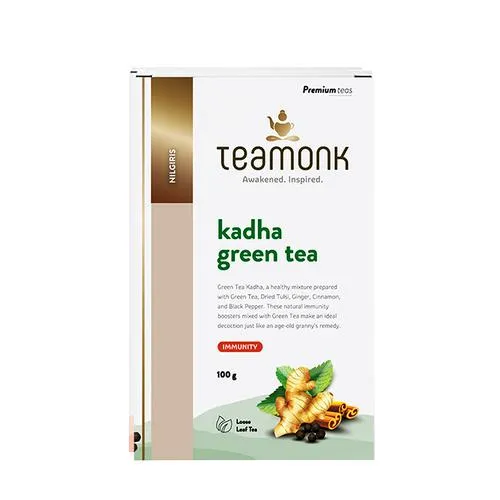 Premium teas
NILGIRIS
TEAMONK
Awakened. Inspired.
kadha
green tea
Green Tea Kadha, a healthy mixture prepared
with Green Tea, Dried Tulsi, Ginger, Cinnamon,
and Black Pepper. These natural immunity
boosters mixed with Green Tea make an ideal
decoction just like an age-old granny's remedy.
IMMUNITY
100 g
Loose
Leaf Tea